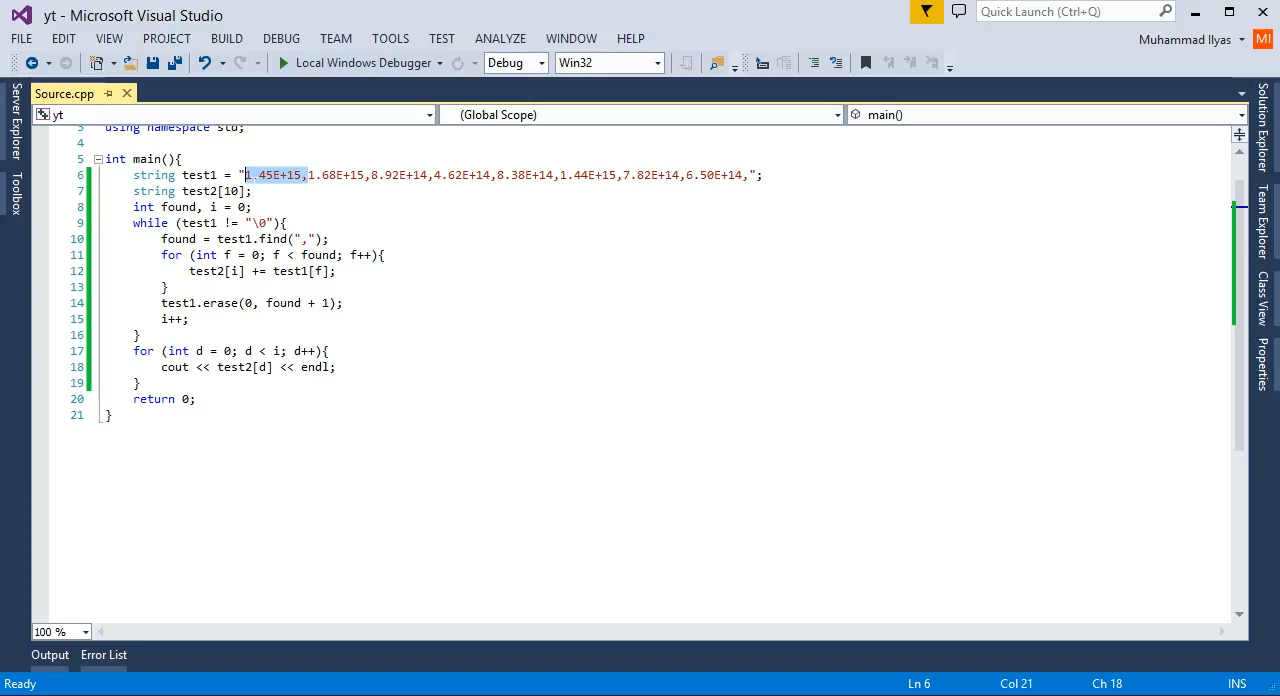 yt - Microsoft Visual Studio
Quick Launch (Ctrl+Q)
FILE EDIT VIEW PROJECT BUILD DEBUG TEAM TOOLS TEST ANALYZE WINDOW HELP
Muhammad Ilyas MI
Local Windows Debugger Debug Win32
Server Explorer
Toolbox
Source.cpp
yt (Global Scope) main()
3 using namespace std;
4
5 int main(){
6 string test1 = "1.45E+15,1.68E+15,8.92E+14,4.62E+14,8.38E+14,1.44E+15,7.82E+14,6.50E+14,";
7 string test2[10];
8 int found, i = 0;
9 while (test1 != "\0"){
10 found = test1.find(",");
11 for (int f = 0; f < found; f++){
12 test2[i] += test1[f];
13 }
14 test1.erase(0, found + 1);
15 i++;
16 }
17 for (int d = 0; d < i; d++){
18 cout << test2[d] << endl;
19 }
20 return 0;
21 }
Solution Explorer
Team Explorer
Class View
Properties
100 %
Output Error List
Ready Ln 6 Col 21 Ch 18 INS